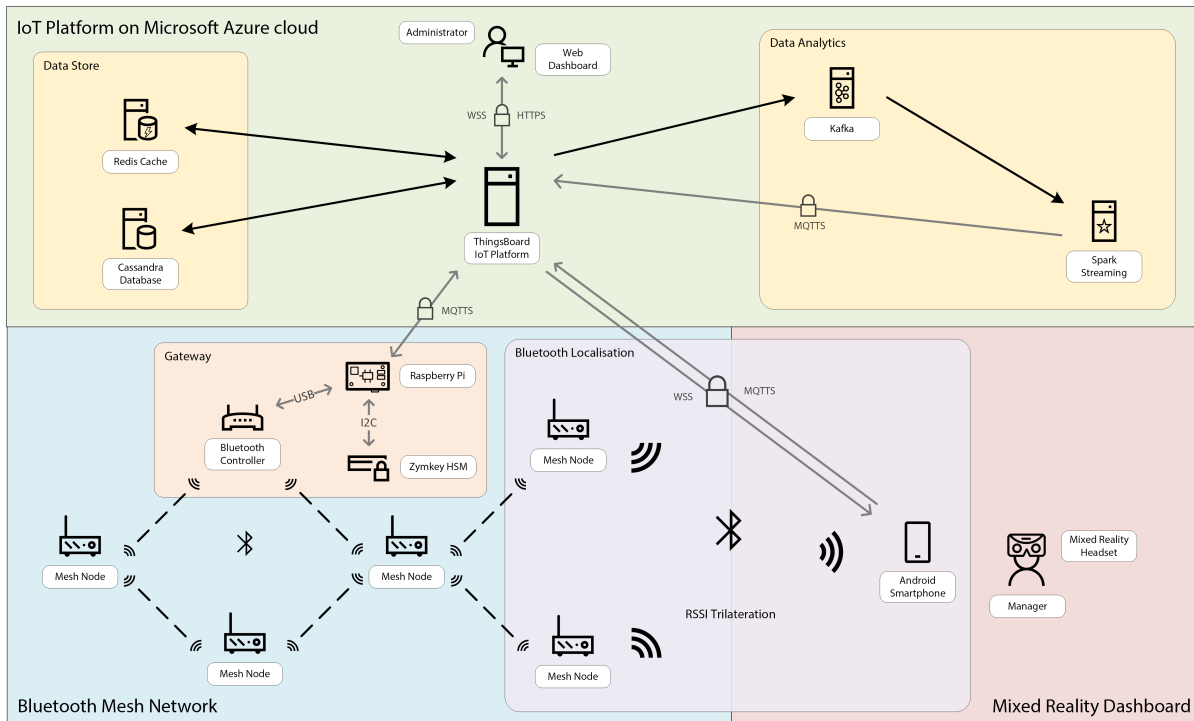 IoT Platform on Microsoft Azure cloud
Administrator
Web
Dashboard
Data Store
Data Analytics
Redis Cache
Cassandra
Database
WSS
HTTPS
ThingsBoard
IoT Platform
Kafka
MQTTS
Spark
Streaming
MQTTS
Gateway
Raspberry Pi
USB
I2C
Bluetooth
Controller
Zymkey HSM
Bluetooth Localisation
WSS
MQTTS
Mesh Node
Mesh Node
Mesh Node
Mesh Node
Mesh Node
RSSI Trilateration
Android
Smartphone
Mixed Reality
Headset
Manager
Bluetooth Mesh Network
Mixed Reality Dashboard